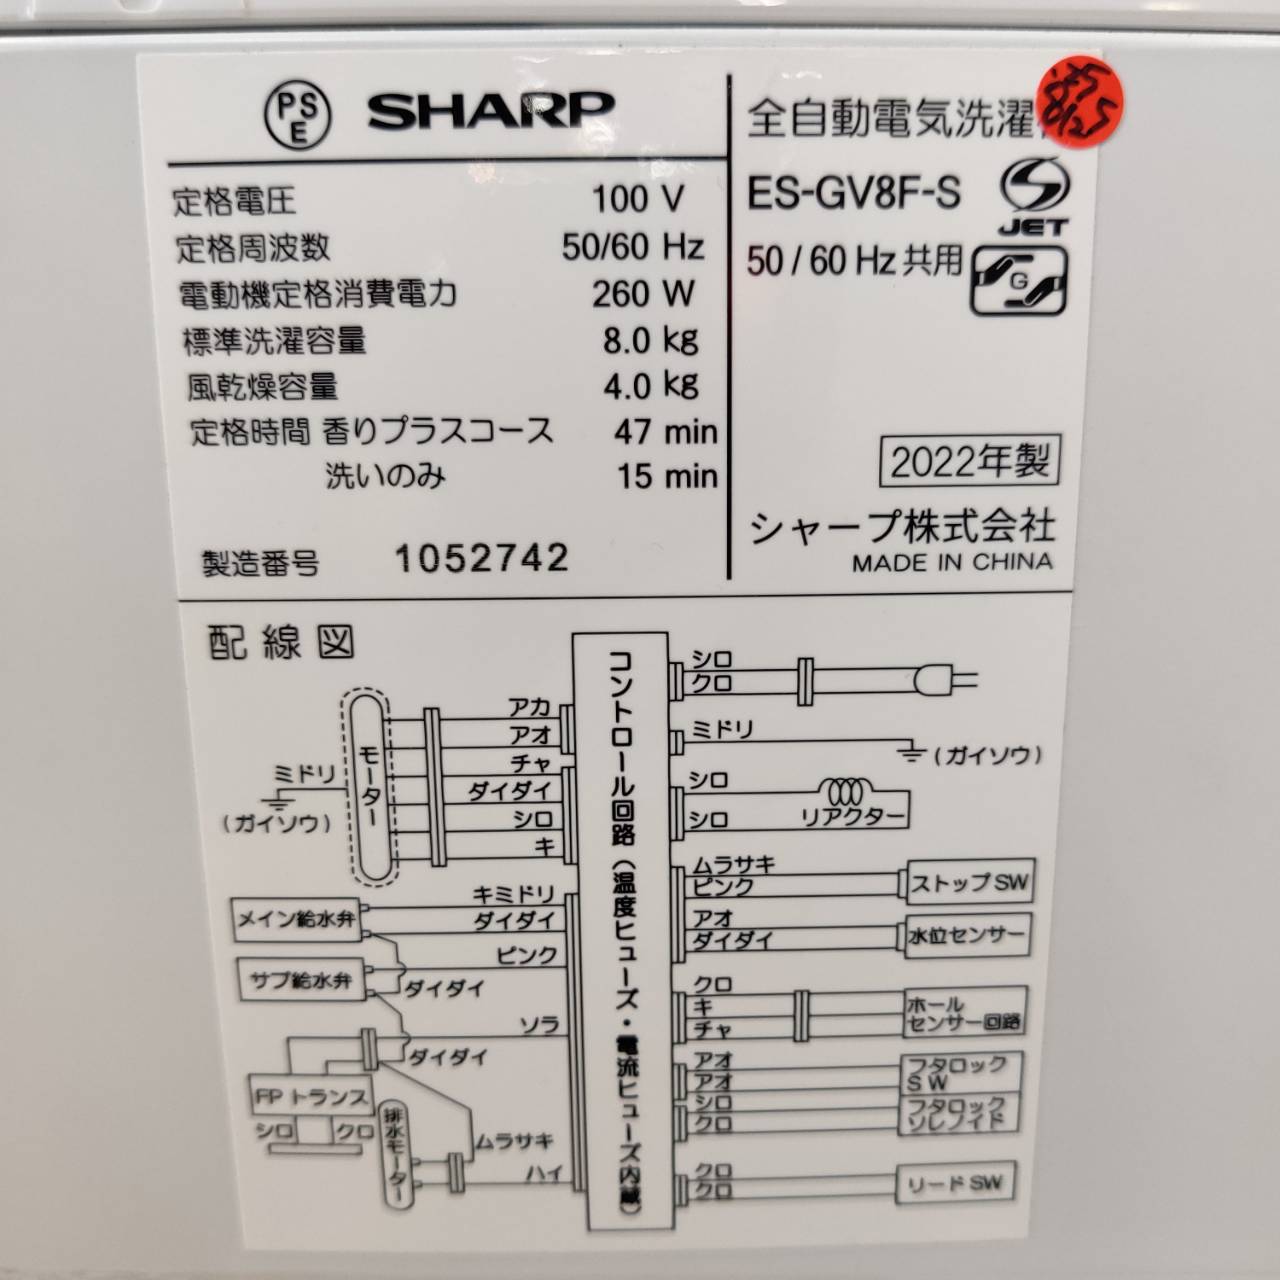 PS
E
SHARP
定格電圧 100 V
定格周波数 50/60 Hz
電動機定格消費電力 260 W
標準洗濯容量 8.0 kg
風乾燥容量 4.0 kg
定格時間 香りプラスコース 47 min
洗いのみ 15 min
製造番号 1052742
全自動電気洗濯
ES-GV8F-S
JET
50/60 Hz 共用
G
2022年製
シャープ株式会社
MADE IN CHINA
配線図
コントロール回路(温度ヒューズ・電流ヒューズ内蔵)
モーター
ミドリ
(ガイソウ)
アカ
アオ
チャ
ダイダイ
シロ
キ
メイン給水弁
キミドリ
ダイダイ
サブ給水弁
ピンク
ダイダイ
ソラ
ダイダイ
FPトランス
シロ
クロ
排水モーター
ムラサキ
ハイ
シロ
クロ
ミドリ
(ガイソウ)
シロ
シロ
リアクター
ムラサキ
ピンク
ストップSW
アオ
ダイダイ
水位センサー
クロ
キ
チャ
ホール
センサー回路
アオ
アオ
フタロック
SW
シロ
クロ
フタロック
ソレノイド
クロ
クロ
リードSW